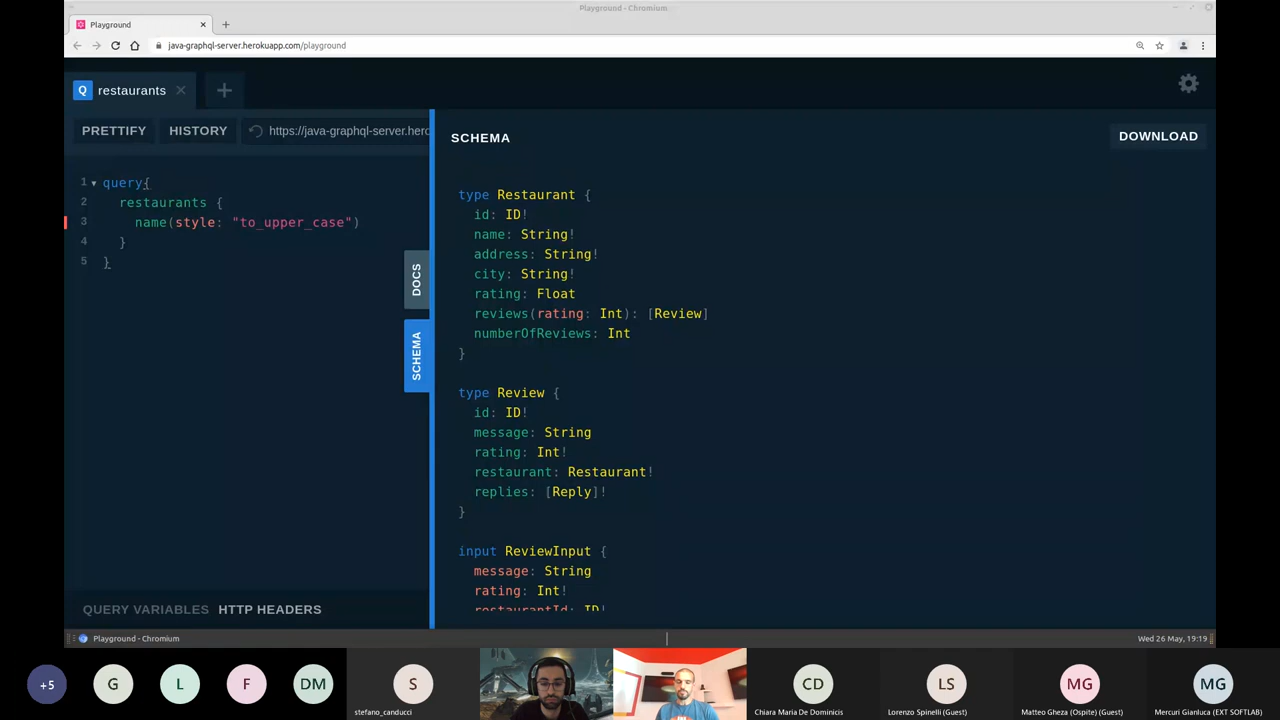 Playground - Chromium
Playground
java-graphql-server.herokuapp.com/playground
Q restaurants
PRETTIFY HISTORY https://java-graphql-server.hero
1 query{
2 restaurants {
3 name(style: "to_upper_case")
4 }
5 }
DOCS
SCHEMA
QUERY VARIABLES HTTP HEADERS
SCHEMA
DOWNLOAD
type Restaurant {
id: ID!
name: String!
address: String!
city: String!
rating: Float
reviews(rating: Int): [Review]
numberOfReviews: Int
}
type Review {
id: ID!
message: String
rating: Int!
restaurant: Restaurant!
replies: [Reply]!
}
input ReviewInput {
message: String
rating: Int!
restaurantId: ID!
Playground - Chromium
Wed 26 May, 19:19
+5 G L F DM S CD LS MG MG
stefano_canducci Chiara Maria De Dominicis Lorenzo Spinelli (Guest) Matteo Gheza (Ospite) (Guest) Mercuri Gianluca (EXT SOFTLAB)